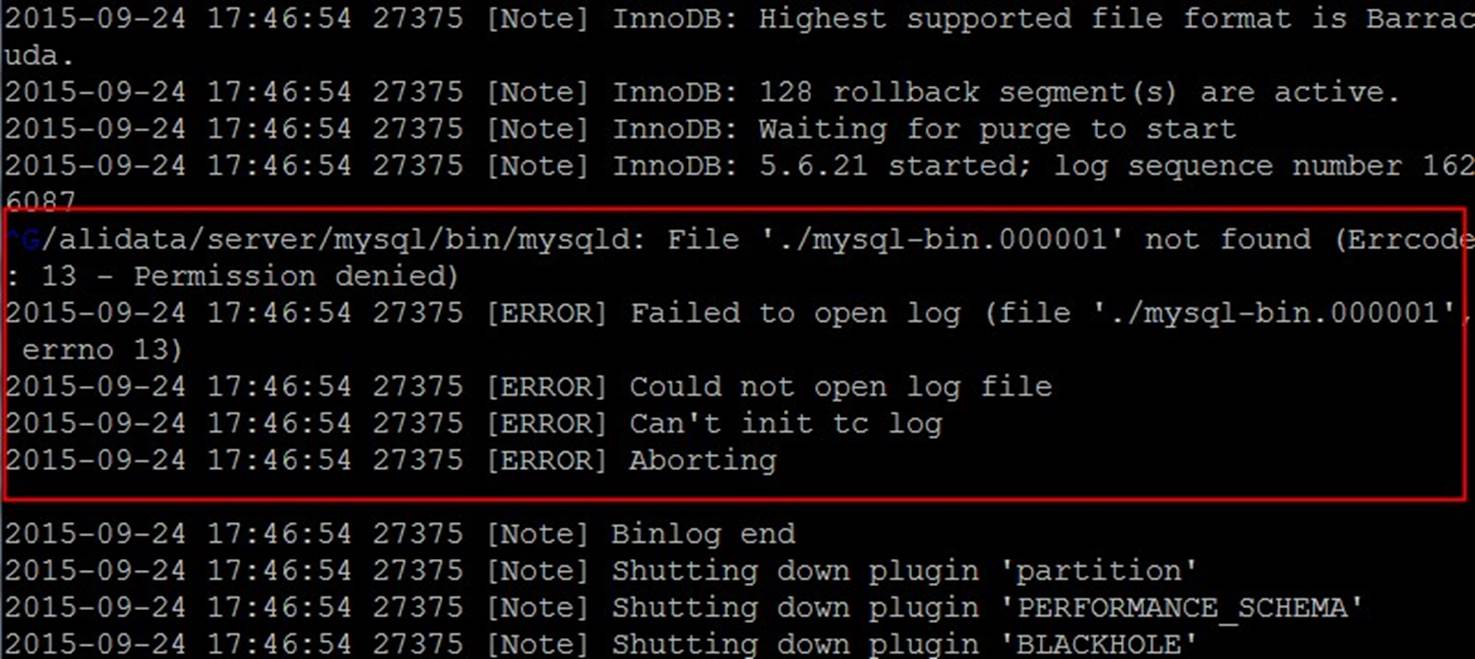 2015-09-24 17:46:54 27375 [Note] InnoDB: Highest supported file format is Barrac
uda.
2015-09-24 17:46:54 27375 [Note] InnoDB: 128 rollback segment(s) are active.
2015-09-24 17:46:54 27375 [Note] InnoDB: Waiting for purge to start
2015-09-24 17:46:54 27375 [Note] InnoDB: 5.6.21 started; log sequence number 162
6087
^G/alidata/server/mysql/bin/mysqld: File './mysql-bin.000001' not found (Errcode
: 13 - Permission denied)
2015-09-24 17:46:54 27375 [ERROR] Failed to open log (file './mysql-bin.000001',
 errno 13)
2015-09-24 17:46:54 27375 [ERROR] Could not open log file
2015-09-24 17:46:54 27375 [ERROR] Can't init tc log
2015-09-24 17:46:54 27375 [ERROR] Aborting
2015-09-24 17:46:54 27375 [Note] Binlog end
2015-09-24 17:46:54 27375 [Note] Shutting down plugin 'partition'
2015-09-24 17:46:54 27375 [Note] Shutting down plugin 'PERFORMANCE_SCHEMA'
2015-09-24 17:46:54 27375 [Note] Shutting down plugin 'BLACKHOLE'